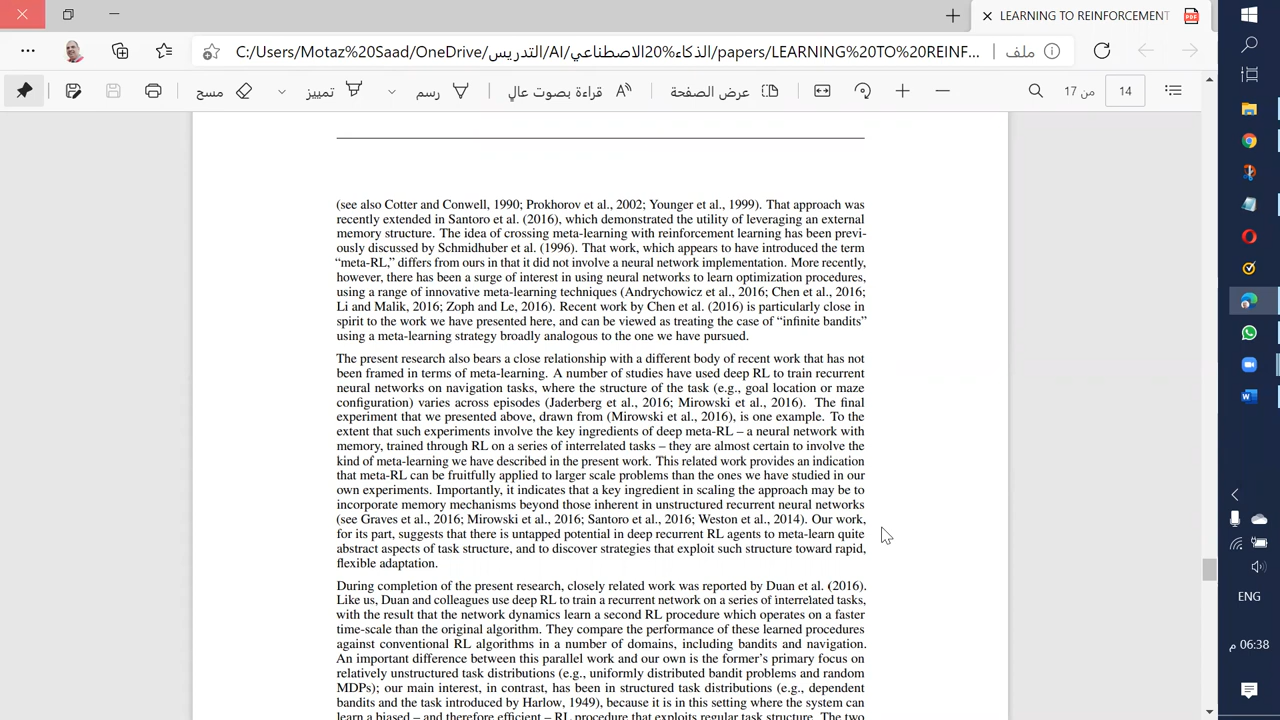 LEARNING TO REINFORCEMENT
C:/Users/Motaz%20Saad/OneDrive/التدريس/AI/الذكاء%20الاصطناعي/papers/LEARNING%20TO%20REINF...
ملف
مسح
تمييز
رسم
قراءة بصوت عالٍ
عرض الصفحة
من 17
14
(see also Cotter and Conwell, 1990; Prokhorov et al., 2002; Younger et al., 1999). That approach was
recently extended in Santoro et al. (2016), which demonstrated the utility of leveraging an external
memory structure. The idea of crossing meta-learning with reinforcement learning has been previ-
ously discussed by Schmidhuber et al. (1996). That work, which appears to have introduced the term
“meta-RL,” differs from ours in that it did not involve a neural network implementation. More recently,
however, there has been a surge of interest in using neural networks to learn optimization procedures,
using a range of innovative meta-learning techniques (Andrychowicz et al., 2016; Chen et al., 2016;
Li and Malik, 2016; Zoph and Le, 2016). Recent work by Chen et al. (2016) is particularly close in
spirit to the work we have presented here, and can be viewed as treating the case of “infinite bandits”
using a meta-learning strategy broadly analogous to the one we have pursued.
The present research also bears a close relationship with a different body of recent work that has not
been framed in terms of meta-learning. A number of studies have used deep RL to train recurrent
neural networks on navigation tasks, where the structure of the task (e.g., goal location or maze
configuration) varies across episodes (Jaderberg et al., 2016; Mirowski et al., 2016). The final
experiment that we presented above, drawn from (Mirowski et al., 2016), is one example. To the
extent that such experiments involve the key ingredients of deep meta-RL – a neural network with
memory, trained through RL on a series of interrelated tasks – they are almost certain to involve the
kind of meta-learning we have described in the present work. This related work provides an indication
that meta-RL can be fruitfully applied to larger scale problems than the ones we have studied in our
own experiments. Importantly, it indicates that a key ingredient in scaling the approach may be to
incorporate memory mechanisms beyond those inherent in unstructured recurrent neural networks
(see Graves et al., 2016; Mirowski et al., 2016; Santoro et al., 2016; Weston et al., 2014). Our work,
for its part, suggests that there is untapped potential in deep recurrent RL agents to meta-learn quite
abstract aspects of task structure, and to discover strategies that exploit such structure toward rapid,
flexible adaptation.
During completion of the present research, closely related work was reported by Duan et al. (2016).
Like us, Duan and colleagues use deep RL to train a recurrent network on a series of interrelated tasks,
with the result that the network dynamics learn a second RL procedure which operates on a faster
time-scale than the original algorithm. They compare the performance of these learned procedures
against conventional RL algorithms in a number of domains, including bandits and navigation.
An important difference between this parallel work and our own is the former’s primary focus on
relatively unstructured task distributions (e.g., uniformly distributed bandit problems and random
MDPs); our main interest, in contrast, has been in structured task distributions (e.g., dependent
bandits and the task introduced by Harlow, 1949), because it is in this setting where the system can
learn a biased – and therefore efficient – RL procedure that exploits regular task structure. The two
ENG
06:38 م